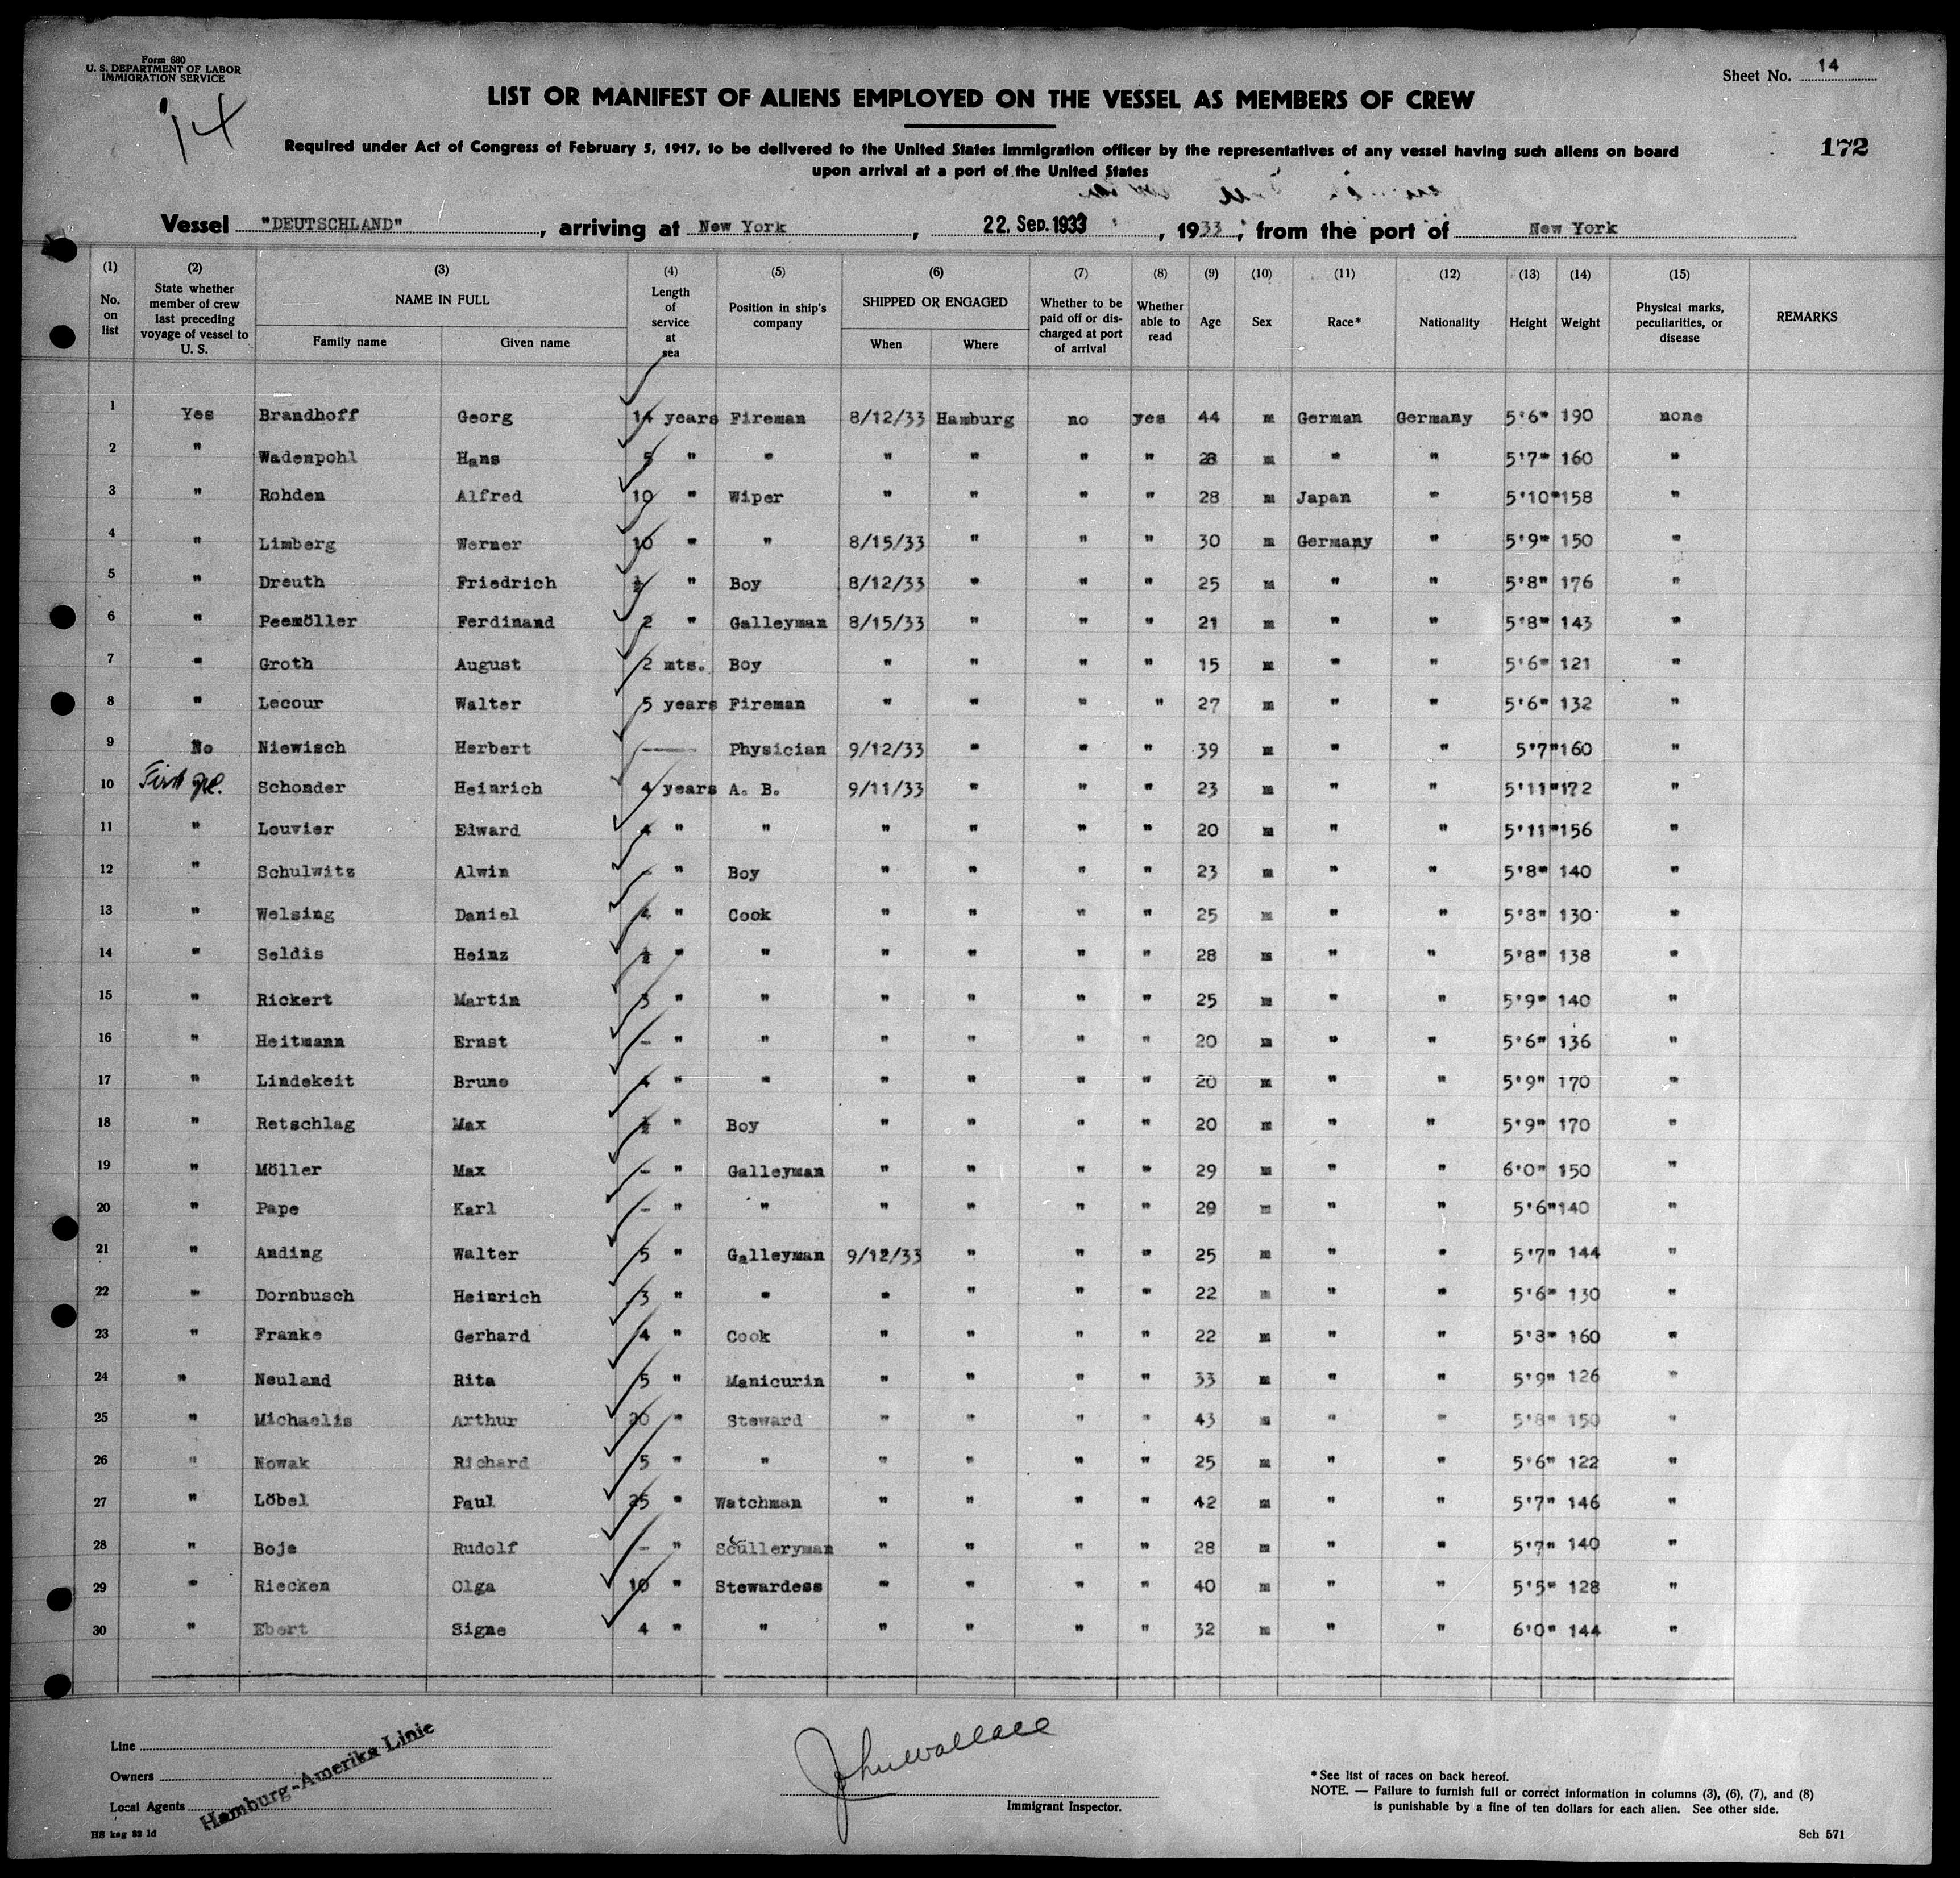 Form 680
U. S. DEPARTMENT OF LABOR
IMMIGRATION SERVICE
Sheet No. 14
14
LIST OR MANIFEST OF ALIENS EMPLOYED ON THE VESSEL AS MEMBERS OF CREW
Required under Act of Congress of February 5, 1917, to be delivered to the United States immigration officer by the representatives of any vessel having such aliens on board
upon arrival at a port of the United States
172
Vessel "DEUTSCHLAND", arriving at New York, 22. Sep. 1933, 1933, from the port of New York
(1) (2) (3) (4) (5) (6) (7) (8) (9) (10) (11) (12) (13) (14) (15)
No. on list State whether member of crew last preceding voyage of vessel to U. S. NAME IN FULL Family name Given name Length of service at sea Position in ship's company SHIPPED OR ENGAGED When Where Whether to be paid off or discharged at port of arrival Whether able to read Age Sex Race* Nationality Height Weight Physical marks, peculiarities, or disease REMARKS
1 Yes Brandhoff Georg 14 years Fireman 8/12/33 Hamburg no yes 44 m German Germany 5'6" 190 none
2 " Wadenpohl Hans 5 " " " " " " 28 m " " 5'7" 160 "
3 " Rohden Alfred 10 " Wiper " " " " 28 m Japan " 5'10" 158 "
4 " Limberg Werner 10 " " 8/15/33 " " " 30 m Germany " 5'9" 150 "
5 " Dreuth Friedrich ½ " Boy 8/12/33 " " " 25 m " " 5'8" 176 "
6 " Peemöller Ferdinand 2 " Galleyman 8/15/33 " " " 21 m " " 5'8" 143 "
7 " Groth August 2 mts. Boy " " " " 15 m " " 5'6" 121 "
8 " Lecour Walter 5 years Fireman " " " " 27 m " " 5'6" 132 "
9 No Niewisch Herbert — Physician 9/12/33 " " " 39 m " " 5'7" 160 "
10 First Schonder Heinrich 4 years A. B. 9/11/33 " " " 23 m " " 5'11" 172 "
11 " Louvier Edward 4 " " " " " " 20 m " " 5'11" 156 "
12 " Schulwitz Alwin - " Boy " " " " 23 m " " 5'8" 140 "
13 " Welsing Daniel 4 " Cook " " " " 25 m " " 5'8" 130 "
14 " Seldis Heinz ½ " " " " " " 28 m " " 5'8" 138 "
15 " Rickert Martin 3 " " " " " " 25 m " " 5'9" 140 "
16 " Heitmann Ernst - " " " " " " 20 m " " 5'6" 136 "
17 " Lindekeit Bruno 4 " " " " " " 20 m " " 5'9" 170 "
18 " Retschlag Max ½ " Boy " " " " 20 m " " 5'9" 170 "
19 " Möller Max - " Galleyman " " " " 29 m " " 6'0" 150 "
20 " Pape Karl - " " " " " " 29 m " " 5'6" 140 "
21 " Anding Walter 5 " Galleyman 9/12/33 " " " 25 m " " 5'7" 144 "
22 " Dornbusch Heinrich 3 " " " " " " 22 m " " 5'6" 130 "
23 " Franke Gerhard 4 " Cook " " " " 22 m " " 5'8" 160 "
24 " Neuland Rita 5 " Manicurin " " " " 33 m " " 5'9" 126 "
25 " Michaelis Arthur 20 " Steward " " " " 43 m " " 5'8" 150 "
26 " Nowak Richard 5 " " " " " " 25 m " " 5'6" 122 "
27 " Löbel Paul 25 " Watchman " " " " 42 m " " 5'7" 146 "
28 " Boje Rudolf - " Sculleryman " " " " 28 m " " 5'7" 140 "
29 " Riecken Olga 10 " Stewardess " " " " 40 m " " 5'5" 128 "
30 " Ebert Signe 4 " " " " " " 32 m " " 6'0" 144 "
Line
Owners
Local Agents
Hamburg-Amerika Linie
John Wallace
Immigrant Inspector.
*See list of races on back hereof.
NOTE. — Failure to furnish full or correct information in columns (3), (6), (7), and (8)
is punishable by a fine of ten dollars for each alien. See other side.
HS kag 32 1d
Sch 571